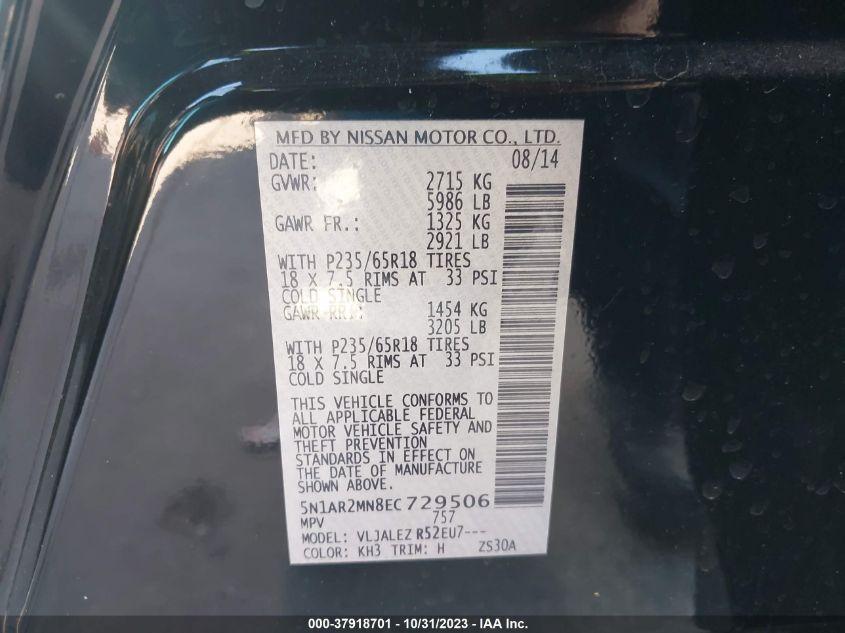 MFD BY NISSAN MOTOR CO., LTD.
DATE: 08/14
GVWR: 2715 KG
5986 LB
GAWR FR.: 1325 KG
2921 LB
WITH P235/65R18 TIRES
18 X 7.5 RIMS AT 33 PSI
COLD SINGLE
GAWR RR.: 1454 KG
3205 LB
WITH P235/65R18 TIRES
18 X 7.5 RIMS AT 33 PSI
COLD SINGLE
THIS VEHICLE CONFORMS TO
ALL APPLICABLE FEDERAL
MOTOR VEHICLE SAFETY AND
THEFT PREVENTION
STANDARDS IN EFFECT ON
THE DATE OF MANUFACTURE
SHOWN ABOVE.
5N1AR2MN8EC729506
MPV 757
MODEL: VLJALEZ R52EU7---
COLOR: KH3 TRIM: H ZS30A
000-37918701 - 10/31/2023 - IAA Inc.